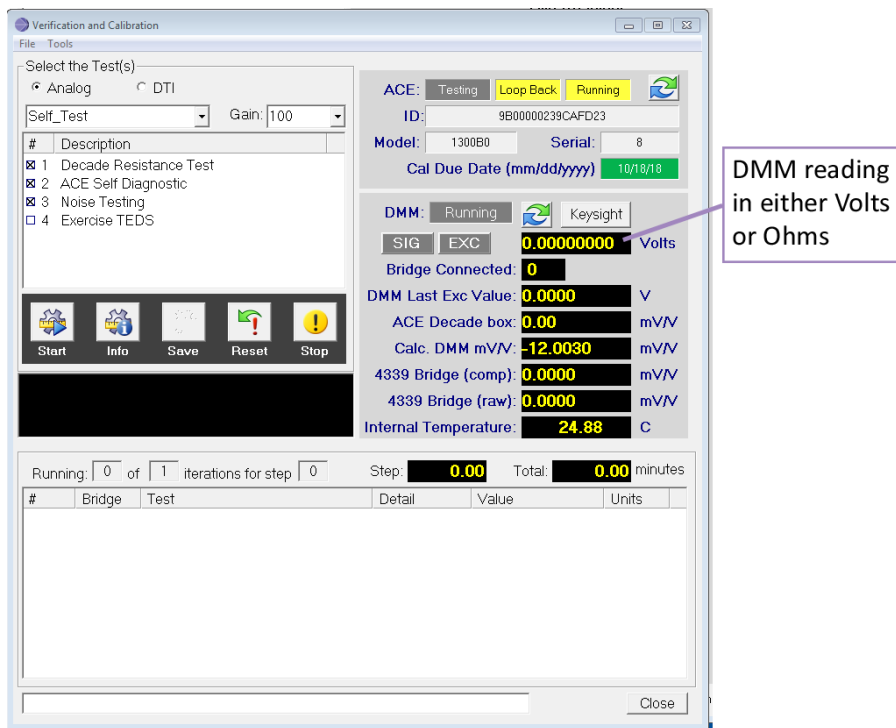 Verification and Calibration
File Tools
Select the Test(s)
Analog DTI
Self_Test Gain: 100
# Description
1 Decade Resistance Test
2 ACE Self Diagnostic
3 Noise Testing
4 Exercise TEDS
Start Info Save Reset Stop
ACE: Testing Loop Back Running
ID: 9B00000239CAFD23
Model: 1300B0 Serial: 8
Cal Due Date (mm/dd/yyyy) 10/18/18
DMM: Running Keysight
SIG EXC 0.00000000 Volts
Bridge Connected: 0
DMM Last Exc Value: 0.0000 V
ACE Decade box: 0.00 mV/V
Calc. DMM mV/V: -12.0030 mV/V
4339 Bridge (comp): 0.0000 mV/V
4339 Bridge (raw): 0.0000 mV/V
Internal Temperature: 24.88 C
DMM reading
in either Volts
or Ohms
Running: 0 of 1 iterations for step 0 Step: 0.00 Total: 0.00 minutes
# Bridge Test Detail Value Units
Close